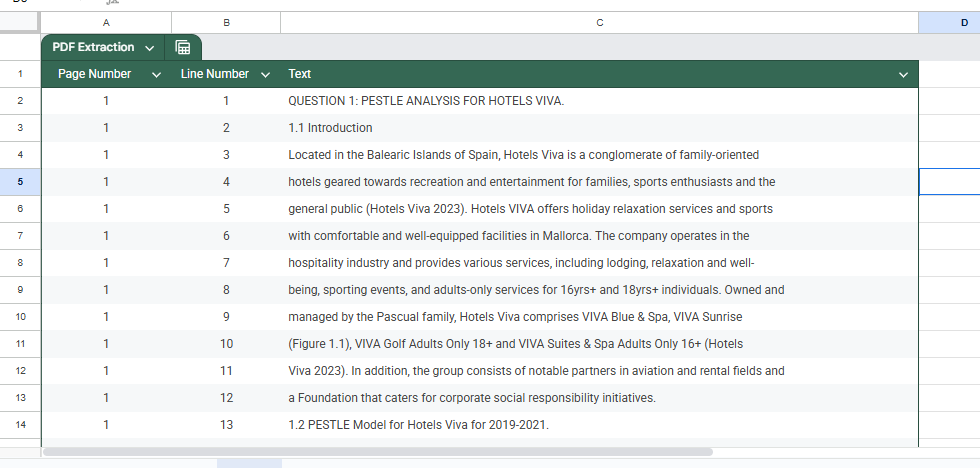 A B C D
PDF Extraction
1 Page Number Line Number Text
2 1 1 QUESTION 1: PESTLE ANALYSIS FOR HOTELS VIVA.
3 1 2 1.1 Introduction
4 1 3 Located in the Balearic Islands of Spain, Hotels Viva is a conglomerate of family-oriented
5 1 4 hotels geared towards recreation and entertainment for families, sports enthusiasts and the
6 1 5 general public (Hotels Viva 2023). Hotels VIVA offers holiday relaxation services and sports
7 1 6 with comfortable and well-equipped facilities in Mallorca. The company operates in the
8 1 7 hospitality industry and provides various services, including lodging, relaxation and well-
9 1 8 being, sporting events, and adults-only services for 16yrs+ and 18yrs+ individuals. Owned and
10 1 9 managed by the Pascual family, Hotels Viva comprises VIVA Blue & Spa, VIVA Sunrise
11 1 10 (Figure 1.1), VIVA Golf Adults Only 18+ and VIVA Suites & Spa Adults Only 16+ (Hotels
12 1 11 Viva 2023). In addition, the group consists of notable partners in aviation and rental fields and
13 1 12 a Foundation that caters for corporate social responsibility initiatives.
14 1 13 1.2 PESTLE Model for Hotels Viva for 2019-2021.